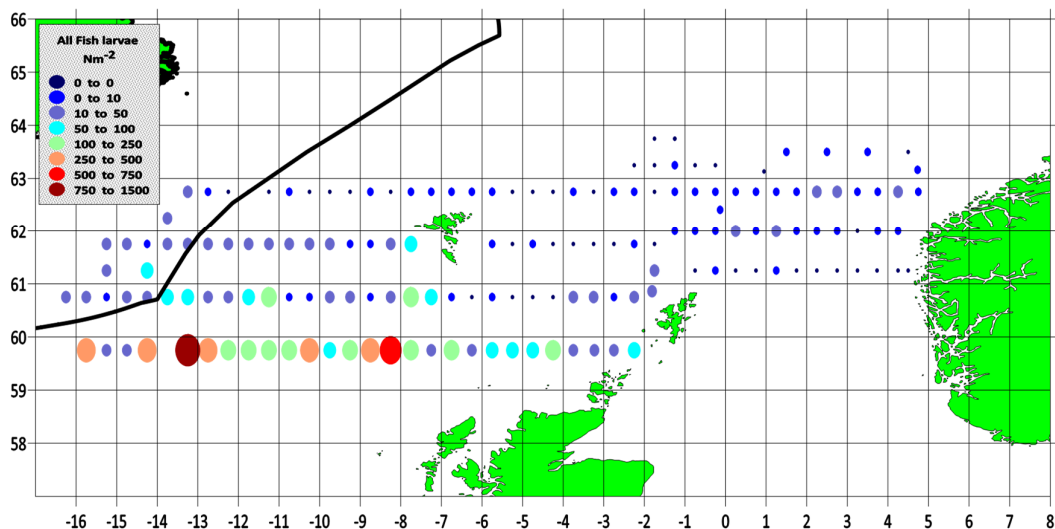 66
65
64
63
62
61
60
59
58
All Fish larvae
Nm-2
0 to 0
0 to 10
10 to 50
50 to 100
100 to 250
250 to 500
500 to 750
750 to 1500
-16 -15 -14 -13 -12 -11 -10 -9 -8 -7 -6 -5 -4 -3 -2 -1 0 1 2 3 4 5 6 7 8